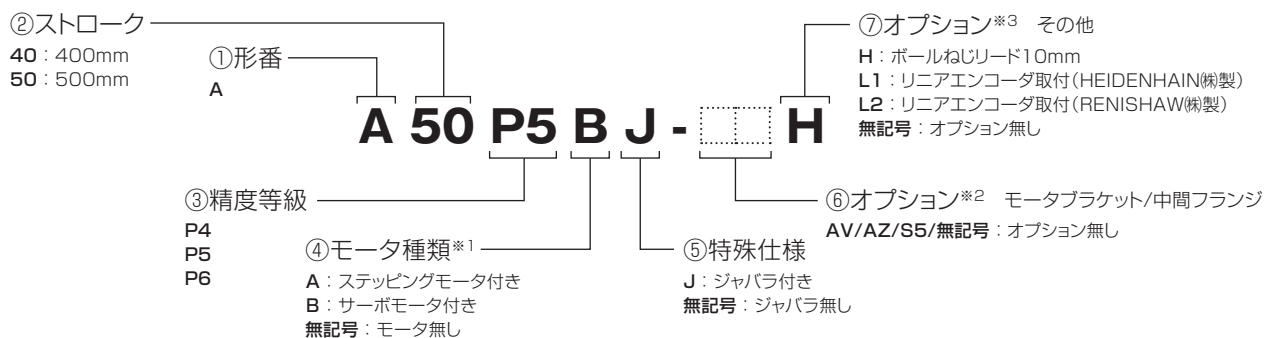 ②ストローク
40：400mm
50：500mm
①形番
A
A 50 P5 B J - H
⑦オプション※3 その他
H：ボールねじリード10mm
L1：リニアエンコーダ取付(HEIDENHAIN㈱製)
L2：リニアエンコーダ取付(RENISHAW㈱製)
無記号：オプション無し
③精度等級
P4
P5
P6
④モータ種類※1
A：ステッピングモータ付き
B：サーボモータ付き
無記号：モータ無し
⑤特殊仕様
J：ジャバラ付き
無記号：ジャバラ無し
⑥オプション※2 モータブラケット/中間フランジ
AV/AZ/S5/無記号：オプション無し